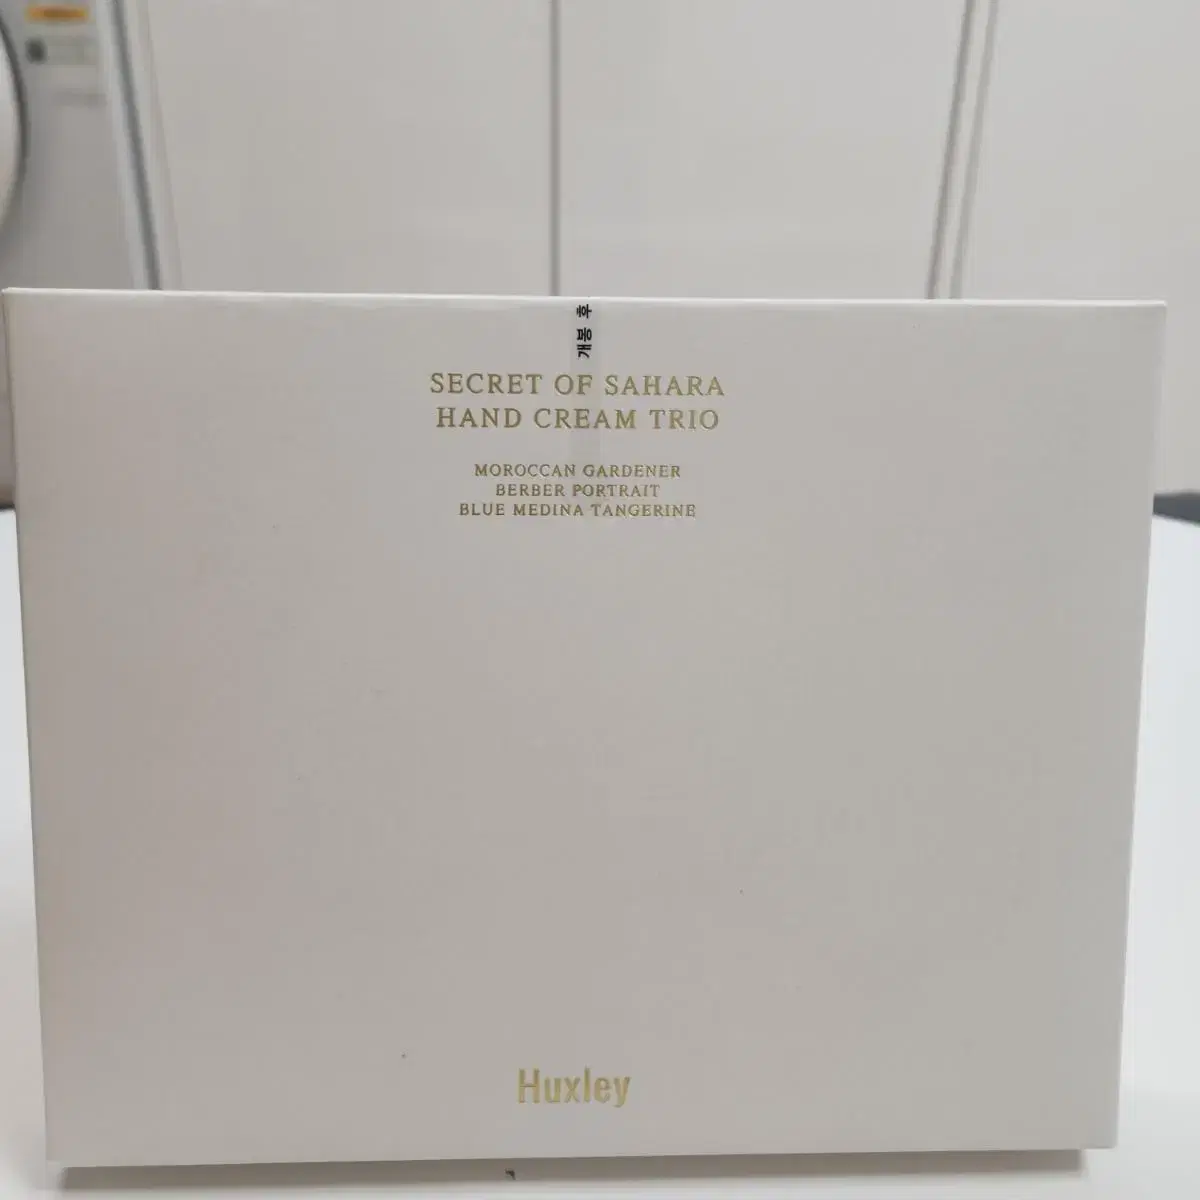 개봉 후
SECRET OF SAHARA
HAND CREAM TRIO
MOROCCAN GARDENER
BERBER PORTRAIT
BLUE MEDINA TANGERINE
Huxley